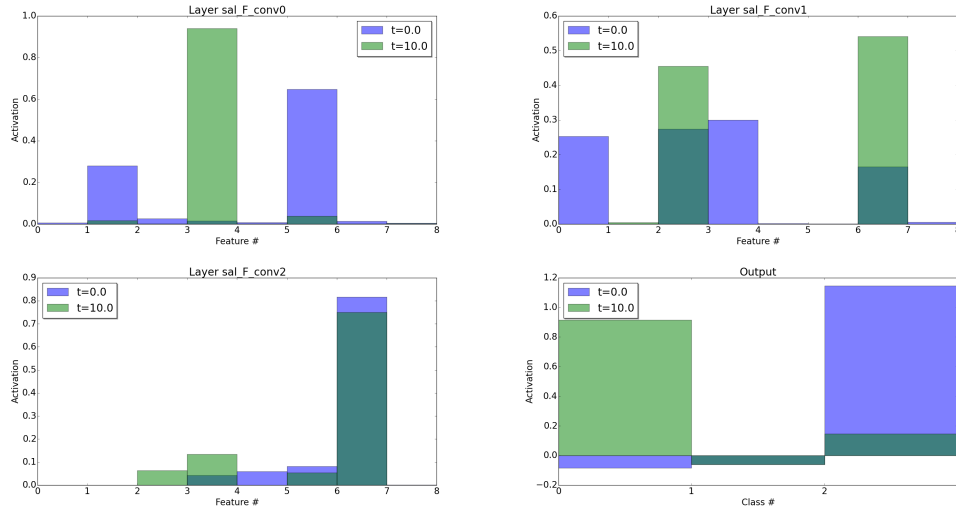 Layer sal_F_conv0
1.0
0.8
0.6
0.4
0.2
0.0
Activation
t=0.0
t=10.0
0 1 2 3 4 5 6 7 8
Feature #
Layer sal_F_conv1
0.6
0.5
0.4
0.3
0.2
0.1
0.0
Activation
t=0.0
t=10.0
0 1 2 3 4 5 6 7 8
Feature #
Layer sal_F_conv2
0.9
0.8
0.7
0.6
0.5
0.4
0.3
0.2
0.1
0.0
Activation
t=0.0
t=10.0
0 1 2 3 4 5 6 7 8
Feature #
Output
1.2
1.0
0.8
0.6
0.4
0.2
0.0
−0.2
Activation
t=0.0
t=10.0
0 1 2
Class #